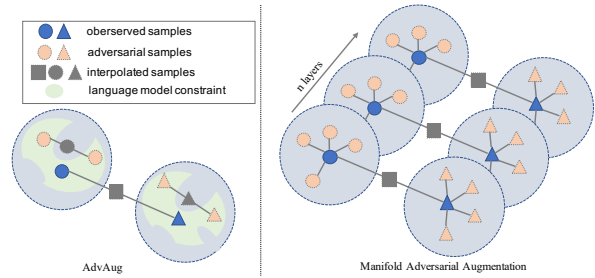 oberserved samples
adversarial samples
interpolated samples
language model constraint
n layers
AdvAug
Manifold Adversarial Augmentation